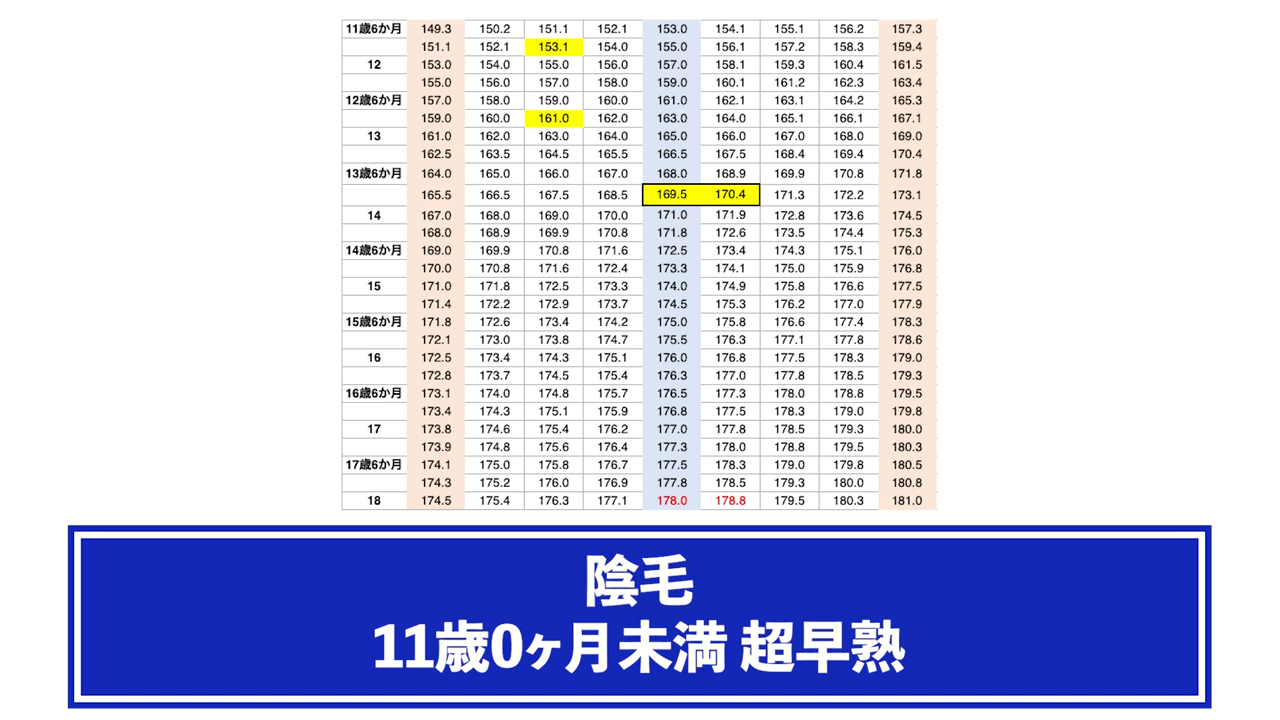 11歳6か月 149.3 150.2 151.1 152.1 153.0 154.1 155.1 156.2 157.3
151.1 152.1 153.1 154.0 155.0 156.1 157.2 158.3 159.4
12 153.0 154.0 155.0 156.0 157.0 158.1 159.3 160.4 161.5
155.0 156.0 157.0 158.0 159.0 160.1 161.2 162.3 163.4
12歳6か月 157.0 158.0 159.0 160.0 161.0 162.1 163.1 164.2 165.3
159.0 160.0 161.0 162.0 163.0 164.0 165.1 166.1 167.1
13 161.0 162.0 163.0 164.0 165.0 166.0 167.0 168.0 169.0
162.5 163.5 164.5 165.5 166.5 167.5 168.4 169.4 170.4
13歳6か月 164.0 165.0 166.0 167.0 168.0 168.9 169.9 170.8 171.8
165.5 166.5 167.5 168.5 169.5 170.4 171.3 172.2 173.1
14 167.0 168.0 169.0 170.0 171.0 171.9 172.8 173.6 174.5
168.0 168.9 169.9 170.8 171.8 172.6 173.5 174.4 175.3
14歳6か月 169.0 169.9 170.8 171.6 172.5 173.4 174.3 175.1 176.0
170.0 170.8 171.6 172.4 173.3 174.1 175.0 175.9 176.8
15 171.0 171.8 172.5 173.3 174.0 174.9 175.8 176.6 177.5
171.4 172.2 172.9 173.7 174.5 175.3 176.2 177.0 177.9
15歳6か月 171.8 172.6 173.4 174.2 175.0 175.8 176.6 177.4 178.3
172.1 173.0 173.8 174.7 175.5 176.3 177.1 177.8 178.6
16 172.5 173.4 174.3 175.1 176.0 176.8 177.5 178.3 179.0
172.8 173.7 174.5 175.4 176.3 177.0 177.8 178.5 179.3
16歳6か月 173.1 174.0 174.8 175.7 176.5 177.3 178.0 178.8 179.5
173.4 174.3 175.1 175.9 176.8 177.5 178.3 179.0 179.8
17 173.8 174.6 175.4 176.2 177.0 177.8 178.5 179.3 180.0
173.9 174.8 175.6 176.4 177.3 178.0 178.8 179.5 180.3
17歳6か月 174.1 175.0 175.8 176.7 177.5 178.3 179.0 179.8 180.5
174.3 175.2 176.0 176.9 177.8 178.5 179.3 180.0 180.8
18 174.5 175.4 176.3 177.1 178.0 178.8 179.5 180.3 181.0
陰毛
11歳0ヶ月未満 超早熟